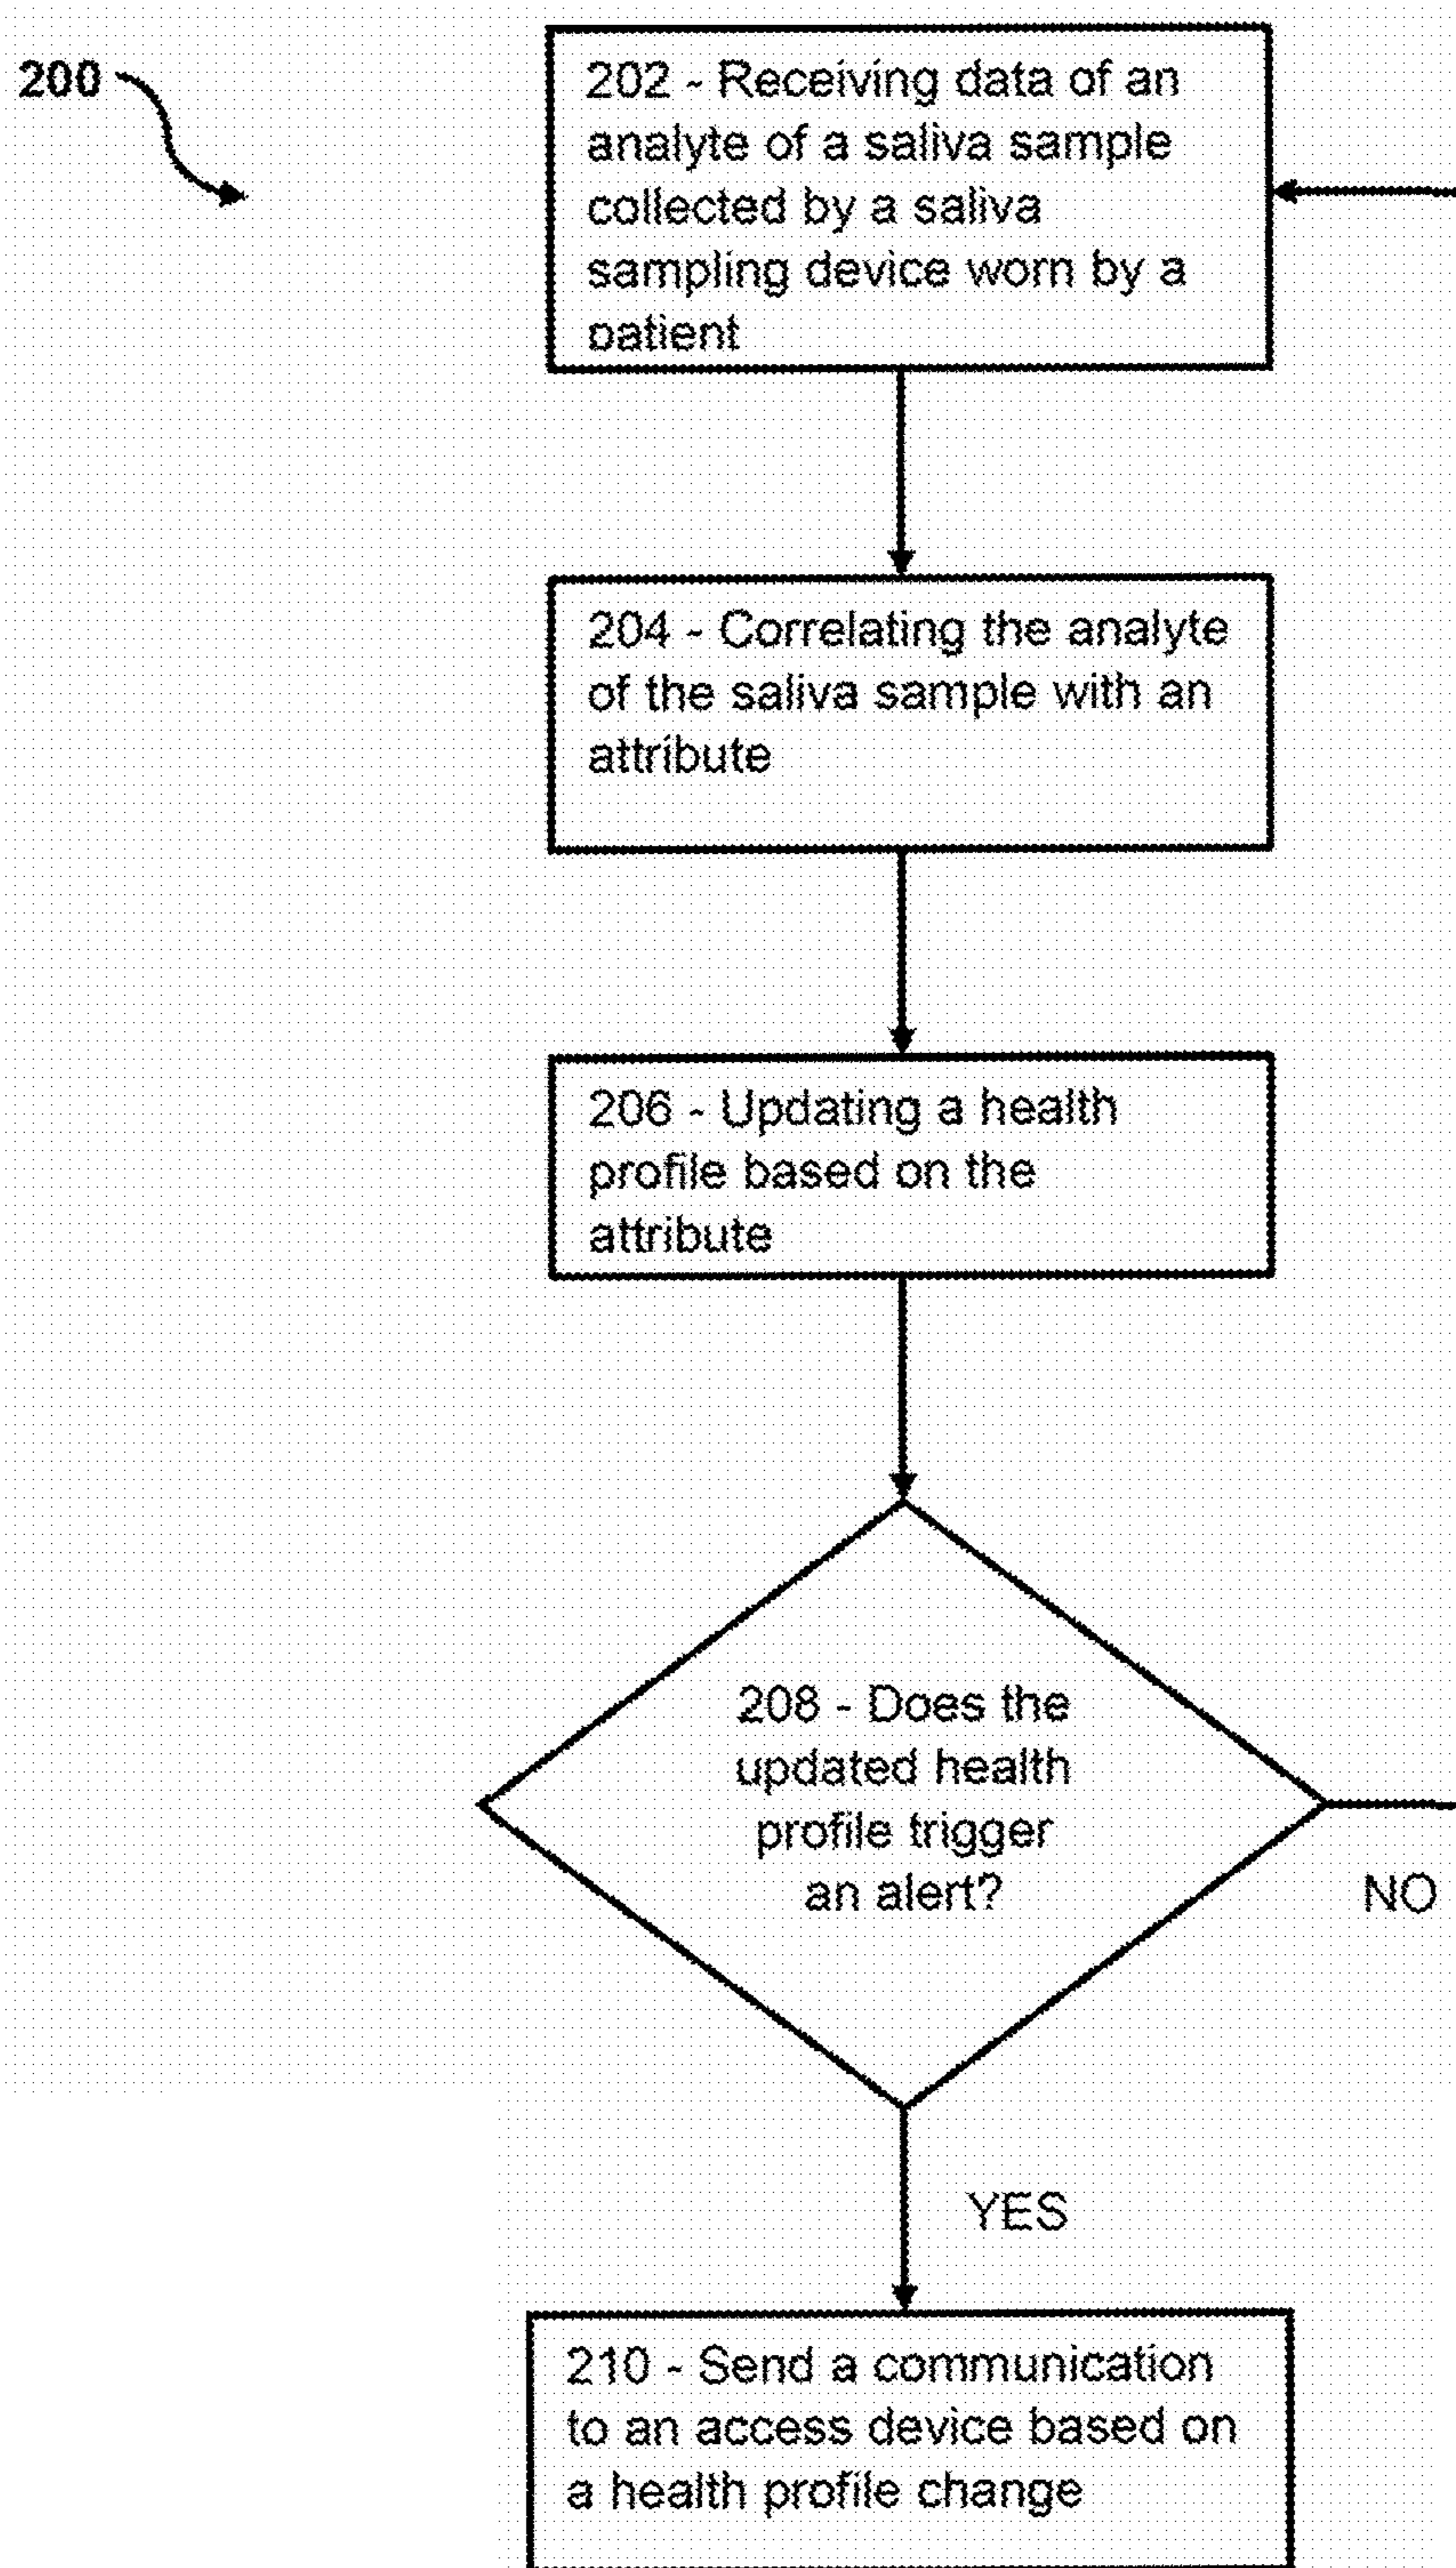 200
202 - Receiving data of an
analyte of a saliva sample
collected by a saliva
sampling device worn by a
patient
204 - Correlating the analyte
of the saliva sample with an
attribute
206 - Updating a health
profile based on the
attribute
208 - Does the
updated health
profile trigger
an alert?
NO
YES
210 - Send a communication
to an access device based on
a health profile change